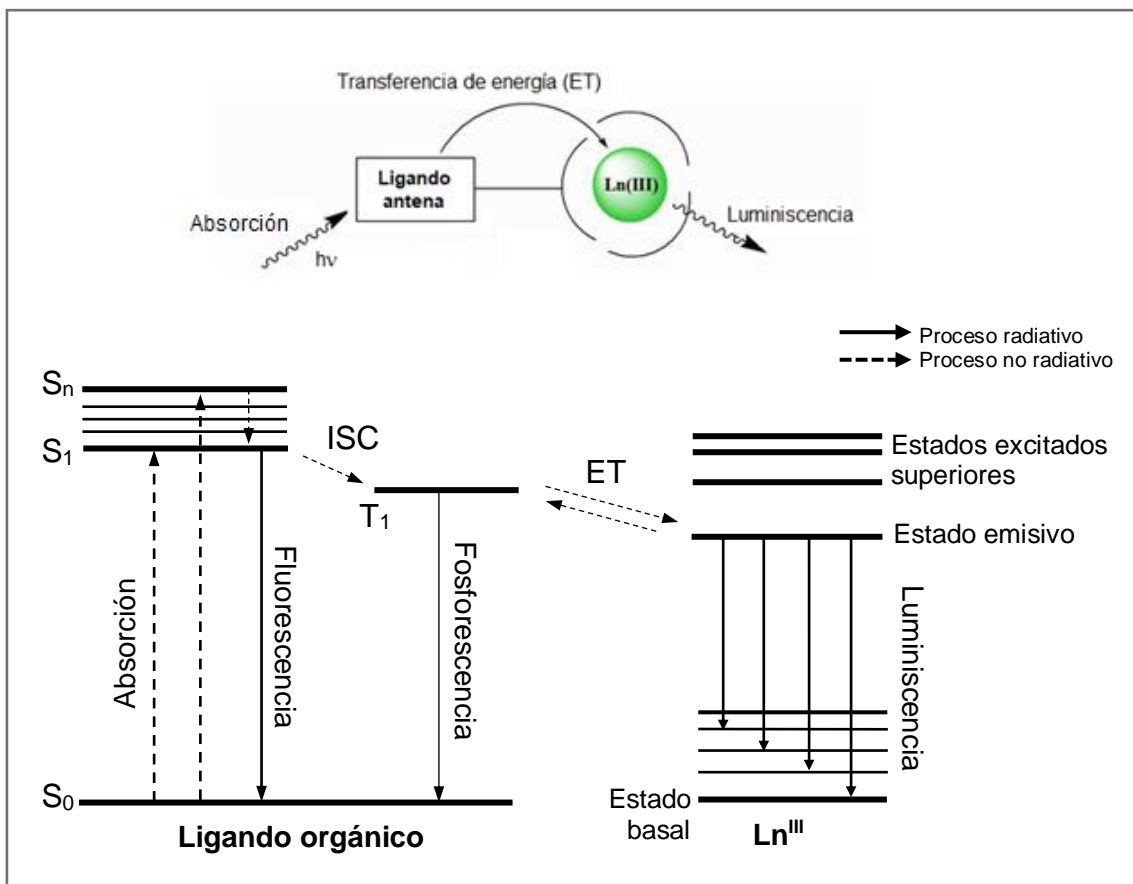 Transferencia de energía (ET)
Ligando
antena
Ln(III)
Absorción
hν
Luminiscencia
Proceso radiativo
Proceso no radiativo
Sn
S1
ISC
T1
ET
Estados excitados
superiores
Estado emisivo
Absorción
Fluorescencia
Fosforescencia
Luminiscencia
S0
Estado
basal
Ligando orgánico
LnIII